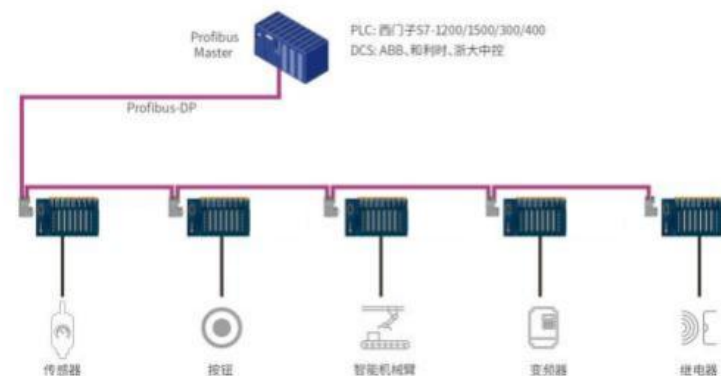 Profibus
Master
PLC: 西门子S7-1200/1500/300/400
DCS: ABB、和利时、浙大中控
Profibus-DP
传感器
按钮
智能机械臂
变频器
继电器